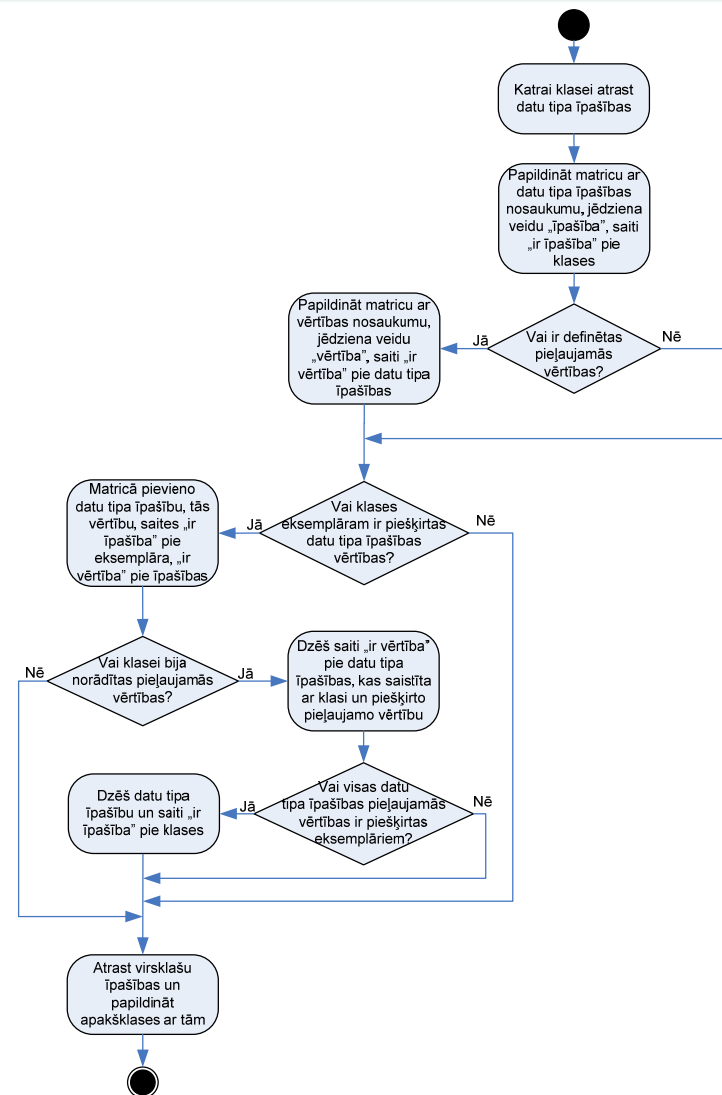 Katrai klasei atrast
datu tipa īpašības
Papildināt matricu ar
datu tipa īpašības
nosaukumu, jēdziena
veidu „īpašība”, saiti
„ir īpašība” pie
klases
Vai ir definētas
pieļaujamās
vērtības?
Jā
Nē
Papildināt matricu ar
vērtības nosaukumu,
jēdziena veidu
„vērtība”, saiti „ir
vērtība” pie datu tipa
īpašības
Vai klases
eksemplāram ir piešķirtas
datu tipa īpašības
vērtības?
Jā
Nē
Matricā pievieno
datu tipa īpašību, tās
vērtību, saites „ir
īpašība” pie
eksemplāra, „ir
vērtība” pie īpašības
Vai klasei bija
norādītas pieļaujamās
vērtības?
Nē
Jā
Dzēš saiti „ir vērtība”
pie datu tipa
īpašības, kas saistīta
ar klasi un piešķirto
pieļaujamo vērtību
Vai visas datu
tipa īpašības pieļaujamās
vērtības ir piešķirtas
eksemplāriem?
Jā
Nē
Dzēš datu tipa
īpašību un saiti „ir
īpašība” pie klases
Atrast virsklašu
īpašības un
papildināt
apakšklases ar tām